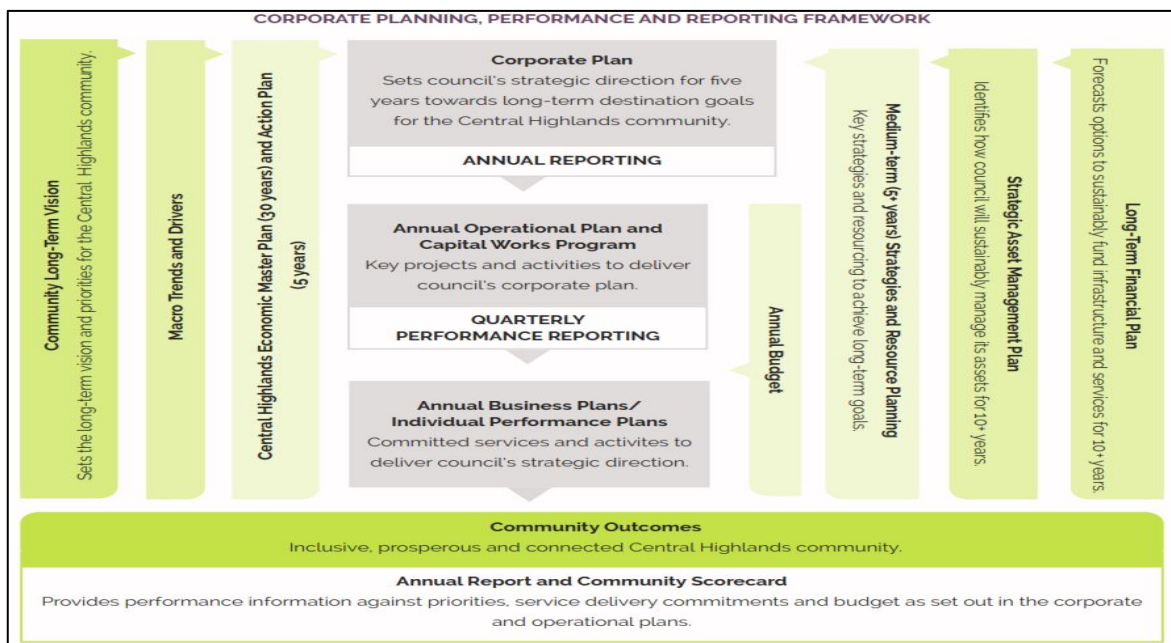 CORPORATE PLANNING, PERFORMANCE AND REPORTING FRAMEWORK
Community Long-Term Vision
Sets the long-term vision and priorities for the Central Highlands community.
Macro Trends and Drivers
Central Highlands Economic Master Plan (30 years) and Action Plan
(5 years)
Corporate Plan
Sets council's strategic direction for five
years towards long-term destination goals
for the Central Highlands community.
ANNUAL REPORTING
Annual Operational Plan and
Capital Works Program
Key projects and activities to deliver
council's corporate plan.
QUARTERLY
PERFORMANCE REPORTING
Annual Business Plans/
Individual Performance Plans
Committed services and activites to
deliver council's strategic direction.
Annual Budget
Medium-term (5+ years) Strategies and Resource Planning
Key strategies and resourcing to achieve long-term goals.
Strategic Asset Management Plan
Identifies how council will sustainably manage its assets for 10+ years.
Long-Term Financial Plan
Forecasts options to sustainably fund infrastructure and services for 10+ years.
Community Outcomes
Inclusive, prosperous and connected Central Highlands community.
Annual Report and Community Scorecard
Provides performance information against priorities, service delivery commitments and budget as set out in the corporate
and operational plans.